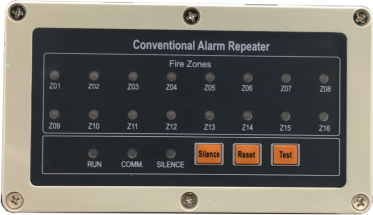 Conventional Alarm Repeater
Fire Zones
Z01 Z02 Z03 Z04 Z05 Z06 Z07 Z08
Z09 Z10 Z11 Z12 Z13 Z14 Z15 Z16
Silence Reset Test
RUN COMM. SILENCE